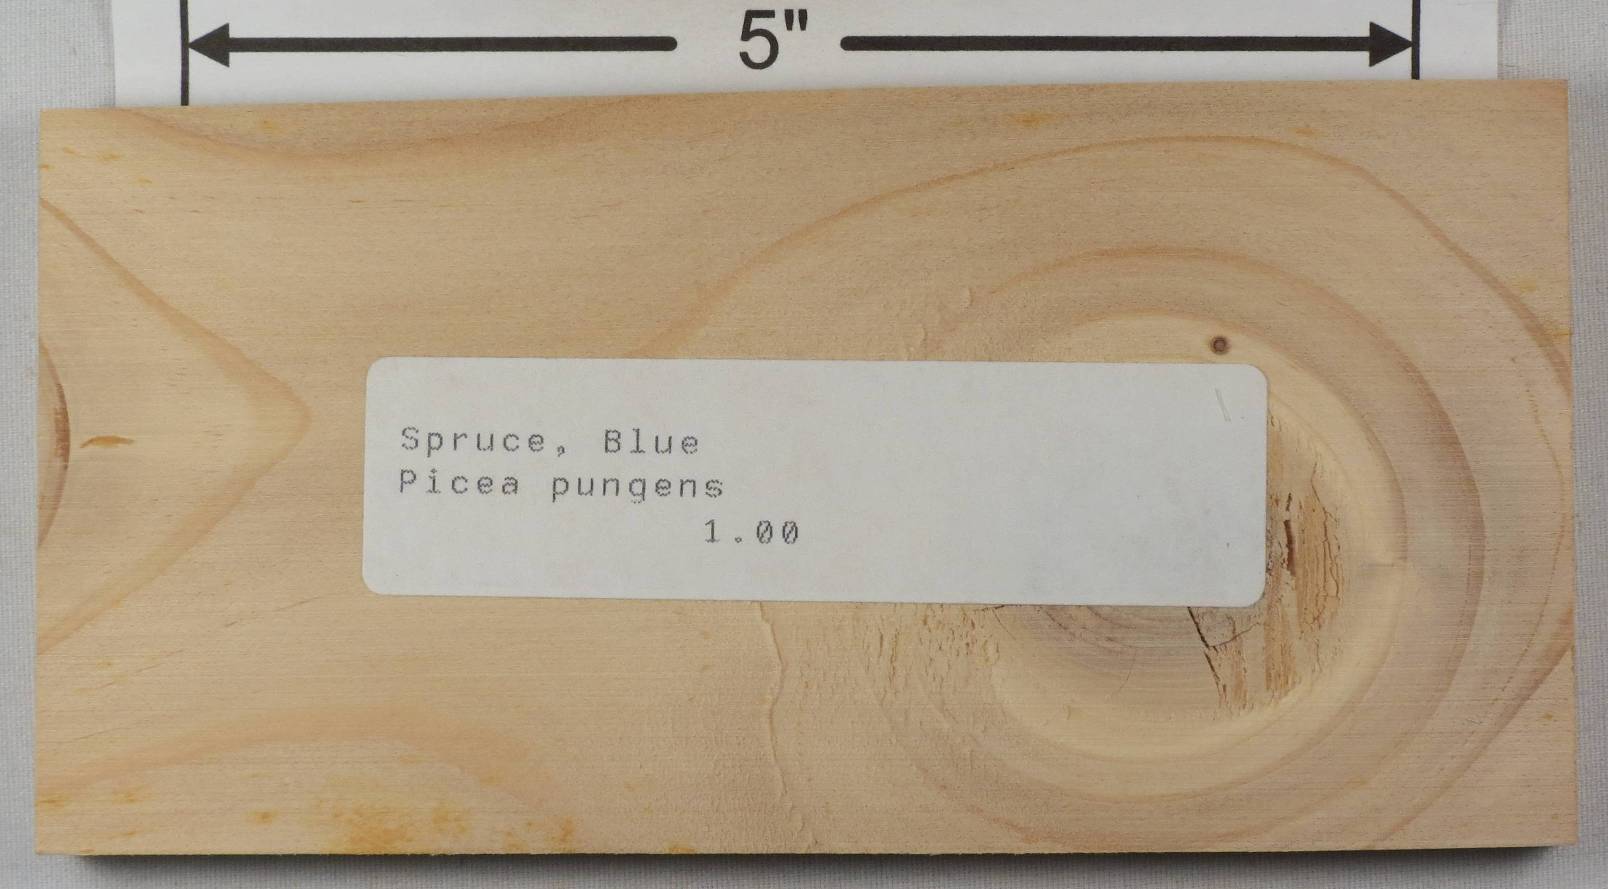 5"
Spruce, Blue
Picea pungens
1.00